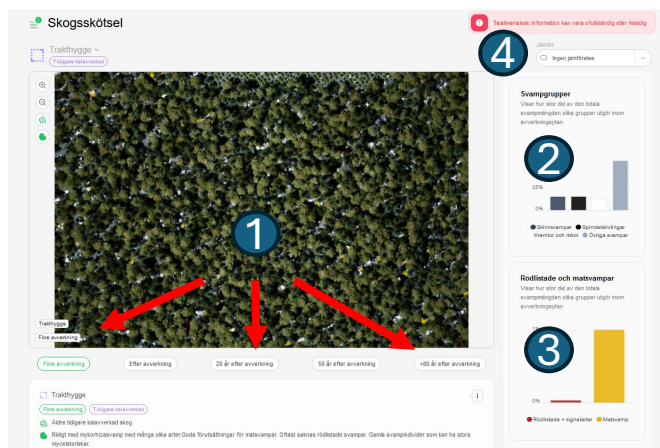 Skogsskötsel
Testversion: information kan vara ofullständig eller felaktig
Trakthygge
Tidigare kalavverkad
4
Jämför
Ingen jämförelse
Svampgrupper
Visar hur stor del av den totala
svampmängden olika grupper utgör inom
avverkningsytan
2
25%
0%
Skinnsvampar Spindelskivlingar
Kremlor och riskor Övriga svampar
1
Trakthygge
Före avverkning
Rödlistade och matsvampar
Visar hur stor del av den totala
svampmängden olika grupper utgör inom
avverkningsytan
3
0%
Rödlistade + signalarter Matsvamp
Före avverkning
Efter avverkning
20 år efter avverkning
50 år efter avverkning
+80 år efter avverkning
Trakthygge
i
Före avverkning Tidigare kalavverkad
Äldre tidigare kalavverkad skog
Rikligt med mykorrhizasvamp med många olika arter. Goda förutsättningar för matsvampar. Oftast saknas rödlistade svampar. Gamla svampindivider som kan ha stora
mycelstorlekar.